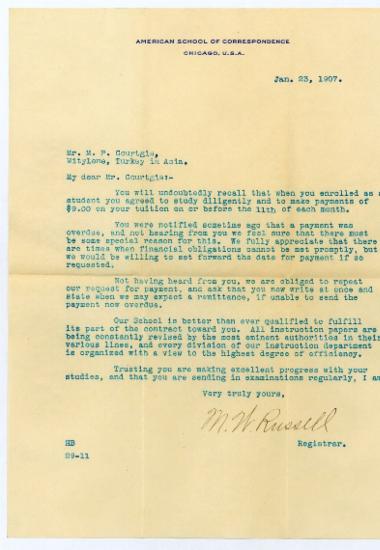 AMERICAN SCHOOL OF CORRESPONDENCE
CHICAGO, U.S.A.
Jan. 23, 1907.
Mr. M. P. Courtgis,
Witylome, Turkey in Asia.
My dear Mr. Courtgis:-
You will undoubtedly recall that when you enrolled as a
student you agreed to study diligently and to make payments of
$9.00 on your tuition on or before the 11th of each month.
You were notified sometime ago that a payment was
overdue, and not hearing from you we feel sure that there must
be some special reason for this. We fully appreciate that there
are times when financial obligations cannot be met promptly, but
we would be willing to set forward the date for payment if so
requested.
Not having heard from you, we are obliged to repeat
our request for payment, and ask that you now write at once and
state when we may expect a remittance, if unable to send the
payment now overdue.
Our School is better than ever qualified to fulfill
its part of the contract toward you. All instruction papers are
being constantly revised by the most eminent authorities in their
various lines, and every division of our instruction department
is organized with a view to the highest degree of efficiency.
Trusting you are making excellent progress with your
studies, and that you are sending in examinations regularly, I am
Very truly yours,
M. W. Russell
HB Registrar.
29-11